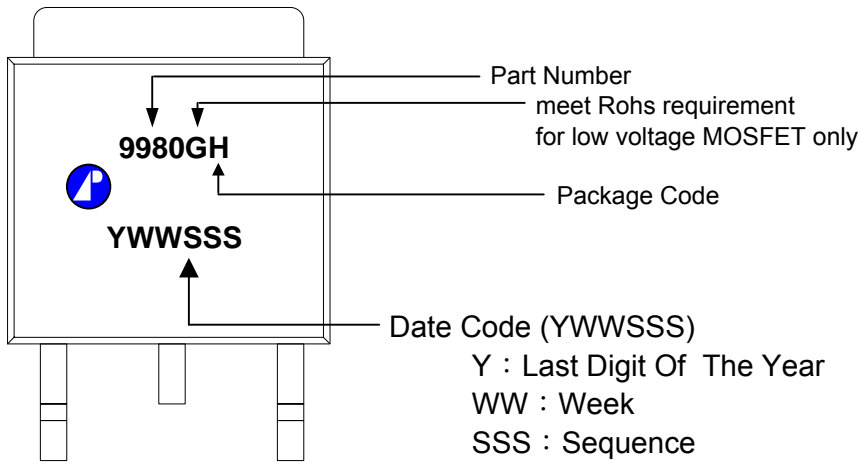 Part Number
meet Rohs requirement
for low voltage MOSFET only
9980GH
Package Code
YWWSSS
Date Code (YWWSSS)
Y：Last Digit Of The Year
WW：Week
SSS：Sequence